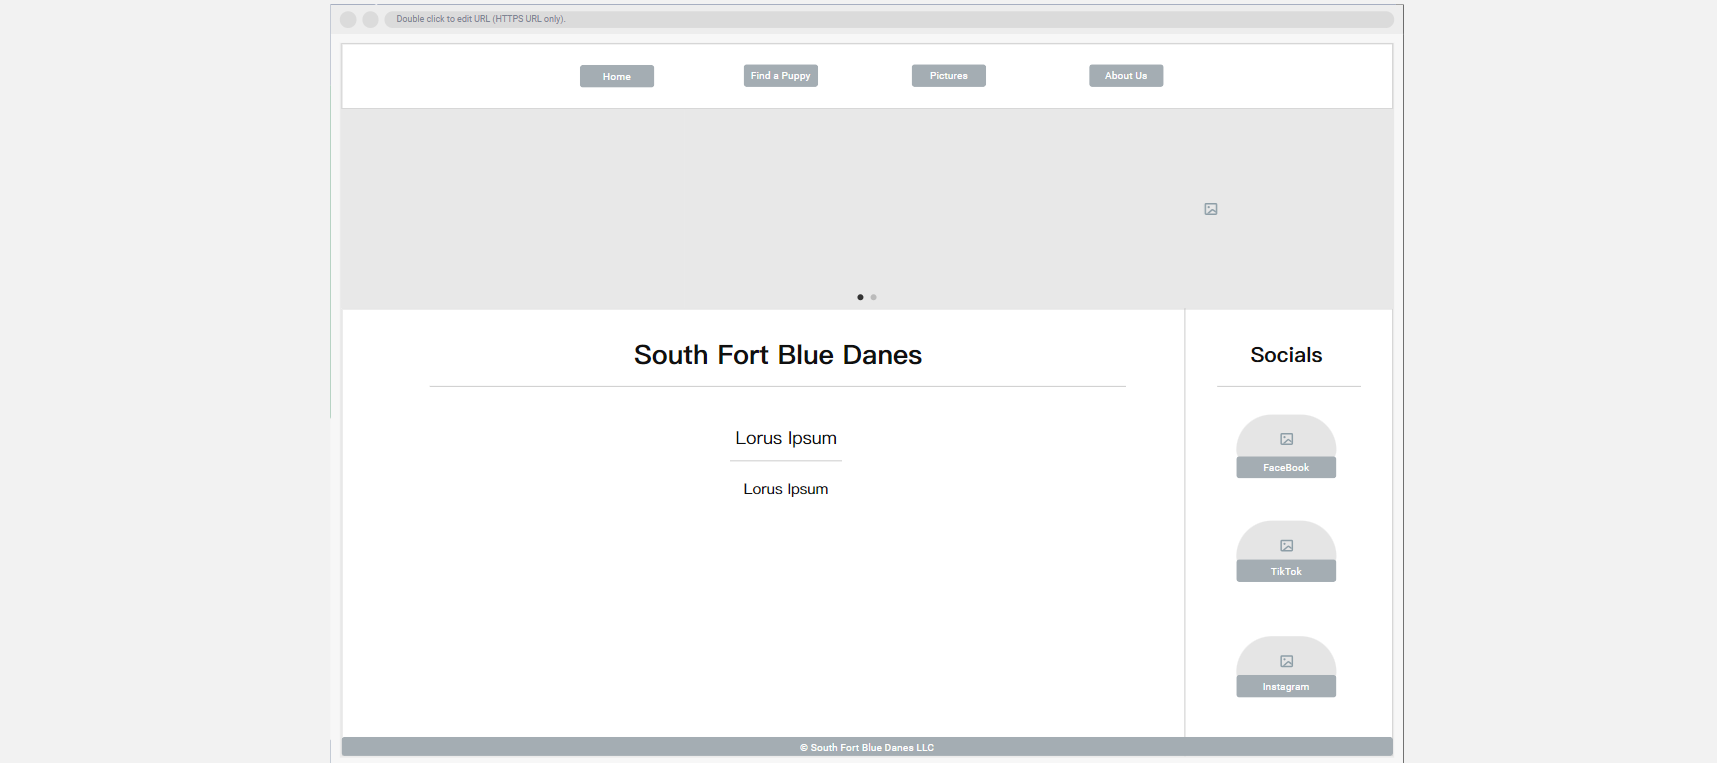 Double click to edit URL (HTTPS URL only).
Home
Find a Puppy
Pictures
About Us
South Fort Blue Danes
Socials
Lorus Ipsum
Lorus Ipsum
FaceBook
TikTok
Instagram
© South Fort Blue Danes LLC